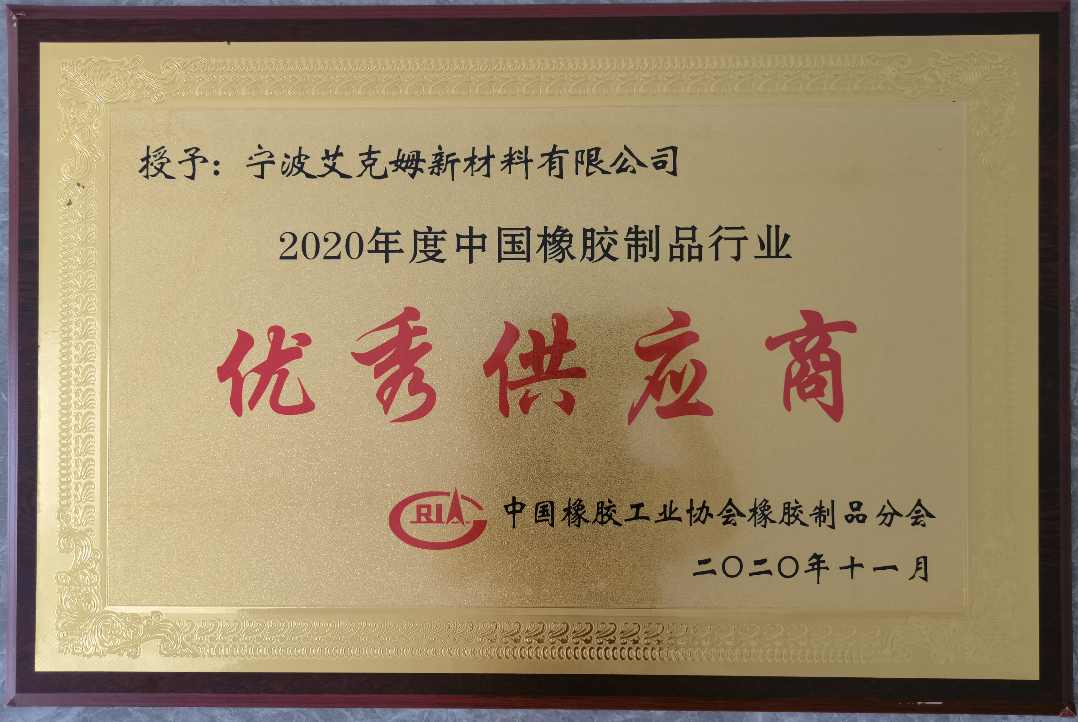 授予：宁波艾克姆新材料有限公司
2020年度中国橡胶制品行业
优秀供应商
CRIA 中国橡胶工业协会橡胶制品分会
二〇二〇年十一月